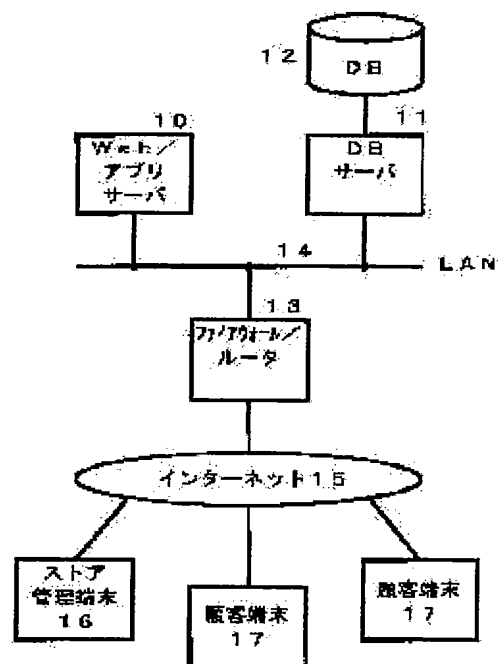 １２
ＤＢ
１０
１１
Ｗｅｂ／
アプリ
サーバ
ＤＢ
サーバ
１４
ＬＡＮ
１３
ファイアウォール／
ルータ
インターネット１５
ストア
管理端末
１６
顧客端末
１７
顧客端末
１７